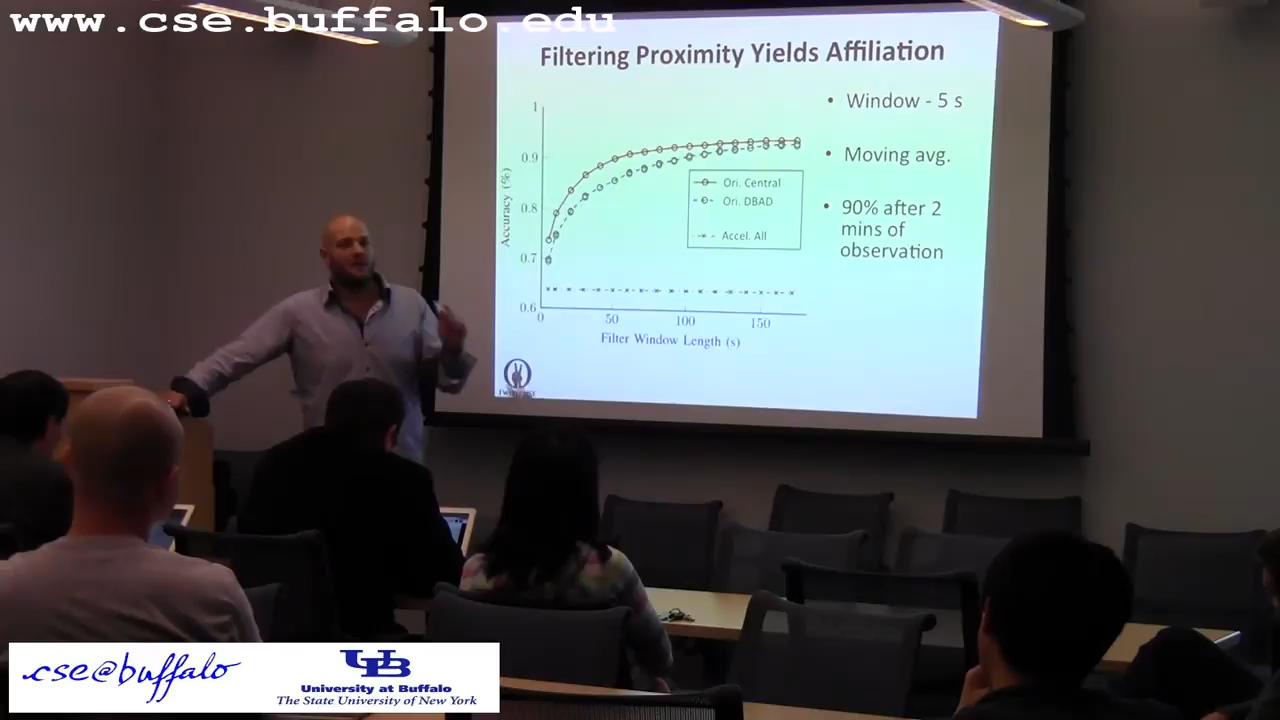 www.cse.buffalo.edu
Filtering Proximity Yields Affiliation
• Window - 5 s
• Moving avg.
• 90% after 2
mins of
observation
1
0.9
0.8
0.7
0.6
Accuracy (%)
Ori. Central
Ori. DBAD
Accel. All
0 50 100 150
Filter Window Length (s)
cse@buffalo
UB
University at Buffalo
The State University of New York